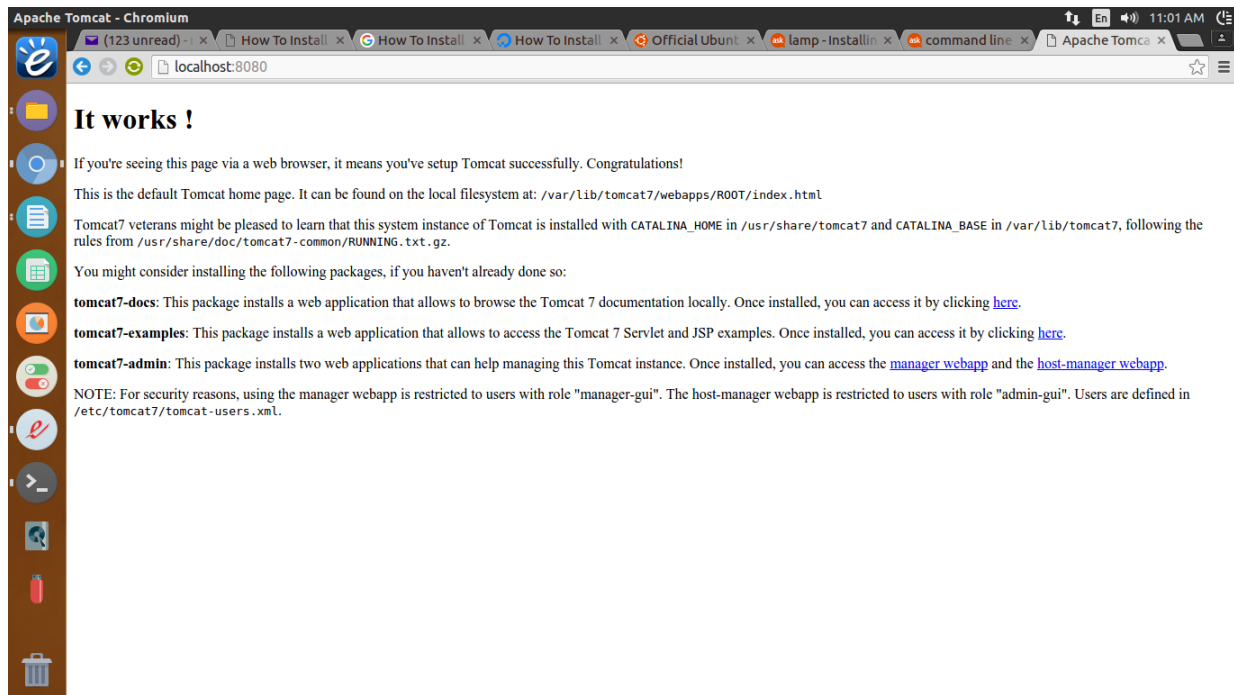 Apache Tomcat - Chromium
En 11:01 AM
(123 unread) -
How To Install
How To Install
How To Install
Official Ubunt
lamp - Installin
command line
Apache Tomca
localhost:8080
It works !
If you're seeing this page via a web browser, it means you've setup Tomcat successfully. Congratulations!
This is the default Tomcat home page. It can be found on the local filesystem at: /var/lib/tomcat7/webapps/ROOT/index.html
Tomcat7 veterans might be pleased to learn that this system instance of Tomcat is installed with CATALINA_HOME in /usr/share/tomcat7 and CATALINA_BASE in /var/lib/tomcat7, following the
rules from /usr/share/doc/tomcat7-common/RUNNING.txt.gz.
You might consider installing the following packages, if you haven't already done so:
tomcat7-docs: This package installs a web application that allows to browse the Tomcat 7 documentation locally. Once installed, you can access it by clicking here.
tomcat7-examples: This package installs a web application that allows to access the Tomcat 7 Servlet and JSP examples. Once installed, you can access it by clicking here.
tomcat7-admin: This package installs two web applications that can help managing this Tomcat instance. Once installed, you can access the manager webapp and the host-manager webapp.
NOTE: For security reasons, using the manager webapp is restricted to users with role "manager-gui". The host-manager webapp is restricted to users with role "admin-gui". Users are defined in
/etc/tomcat7/tomcat-users.xml.